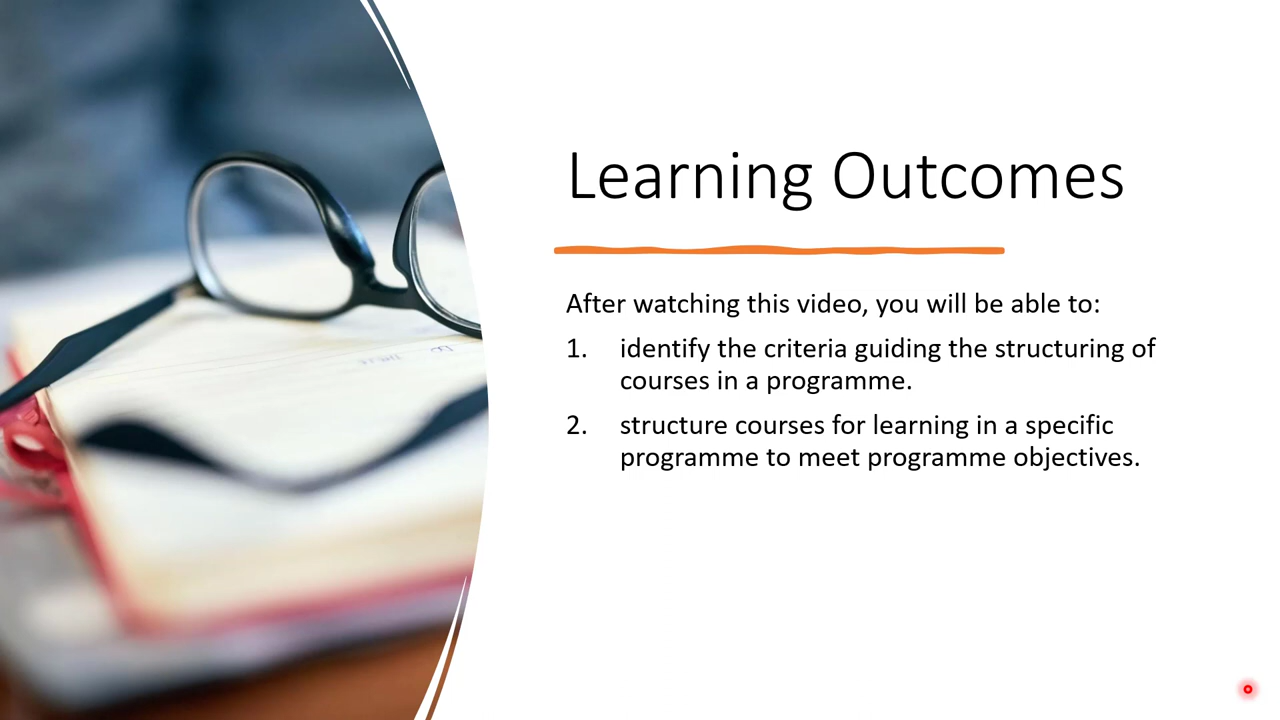 Learning Outcomes
After watching this video, you will be able to:
1. identify the criteria guiding the structuring of
courses in a programme.
2. structure courses for learning in a specific
programme to meet programme objectives.